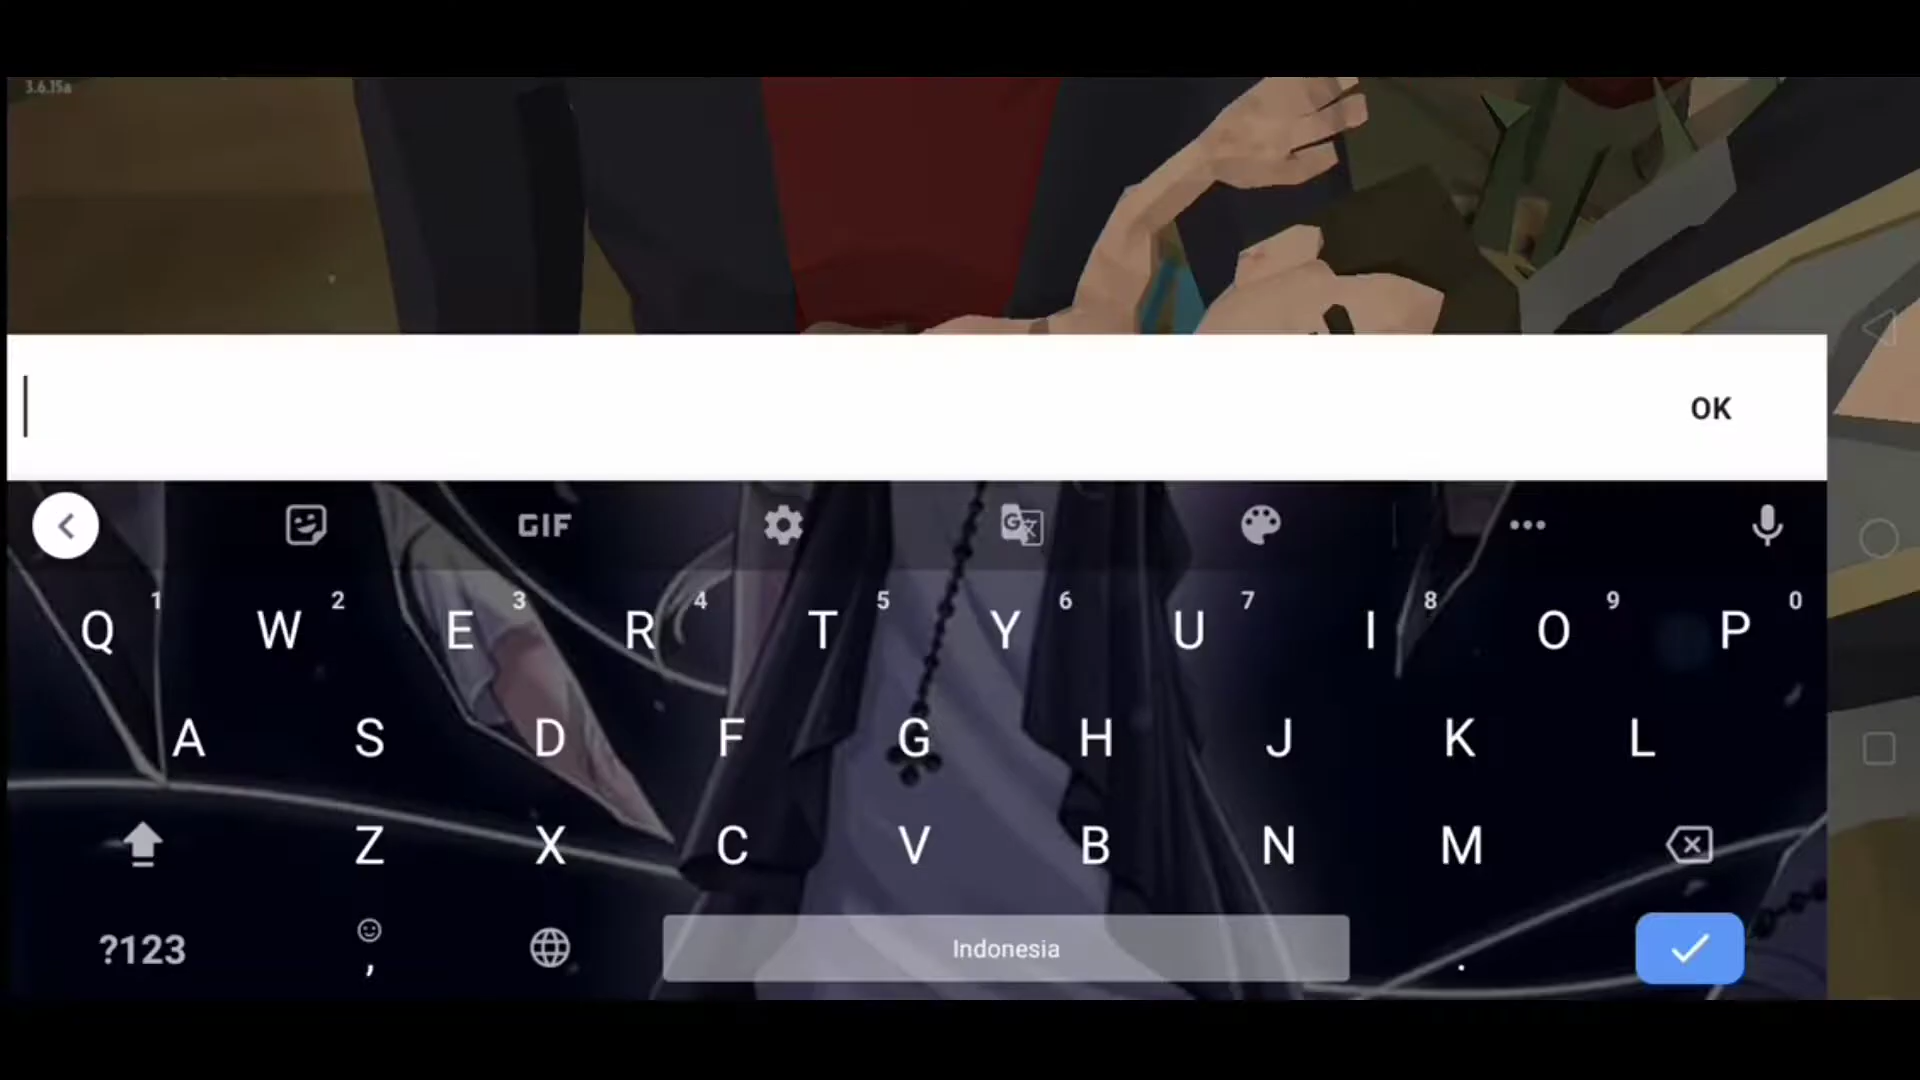 3.6.15a
OK
GIF
G
Q 1 W 2 E 3 R 4 T 5 Y 6 U 7 I 8 O 9 P 0
A S D F G H J K L
Z X C V B N M
?123 , Indonesia .